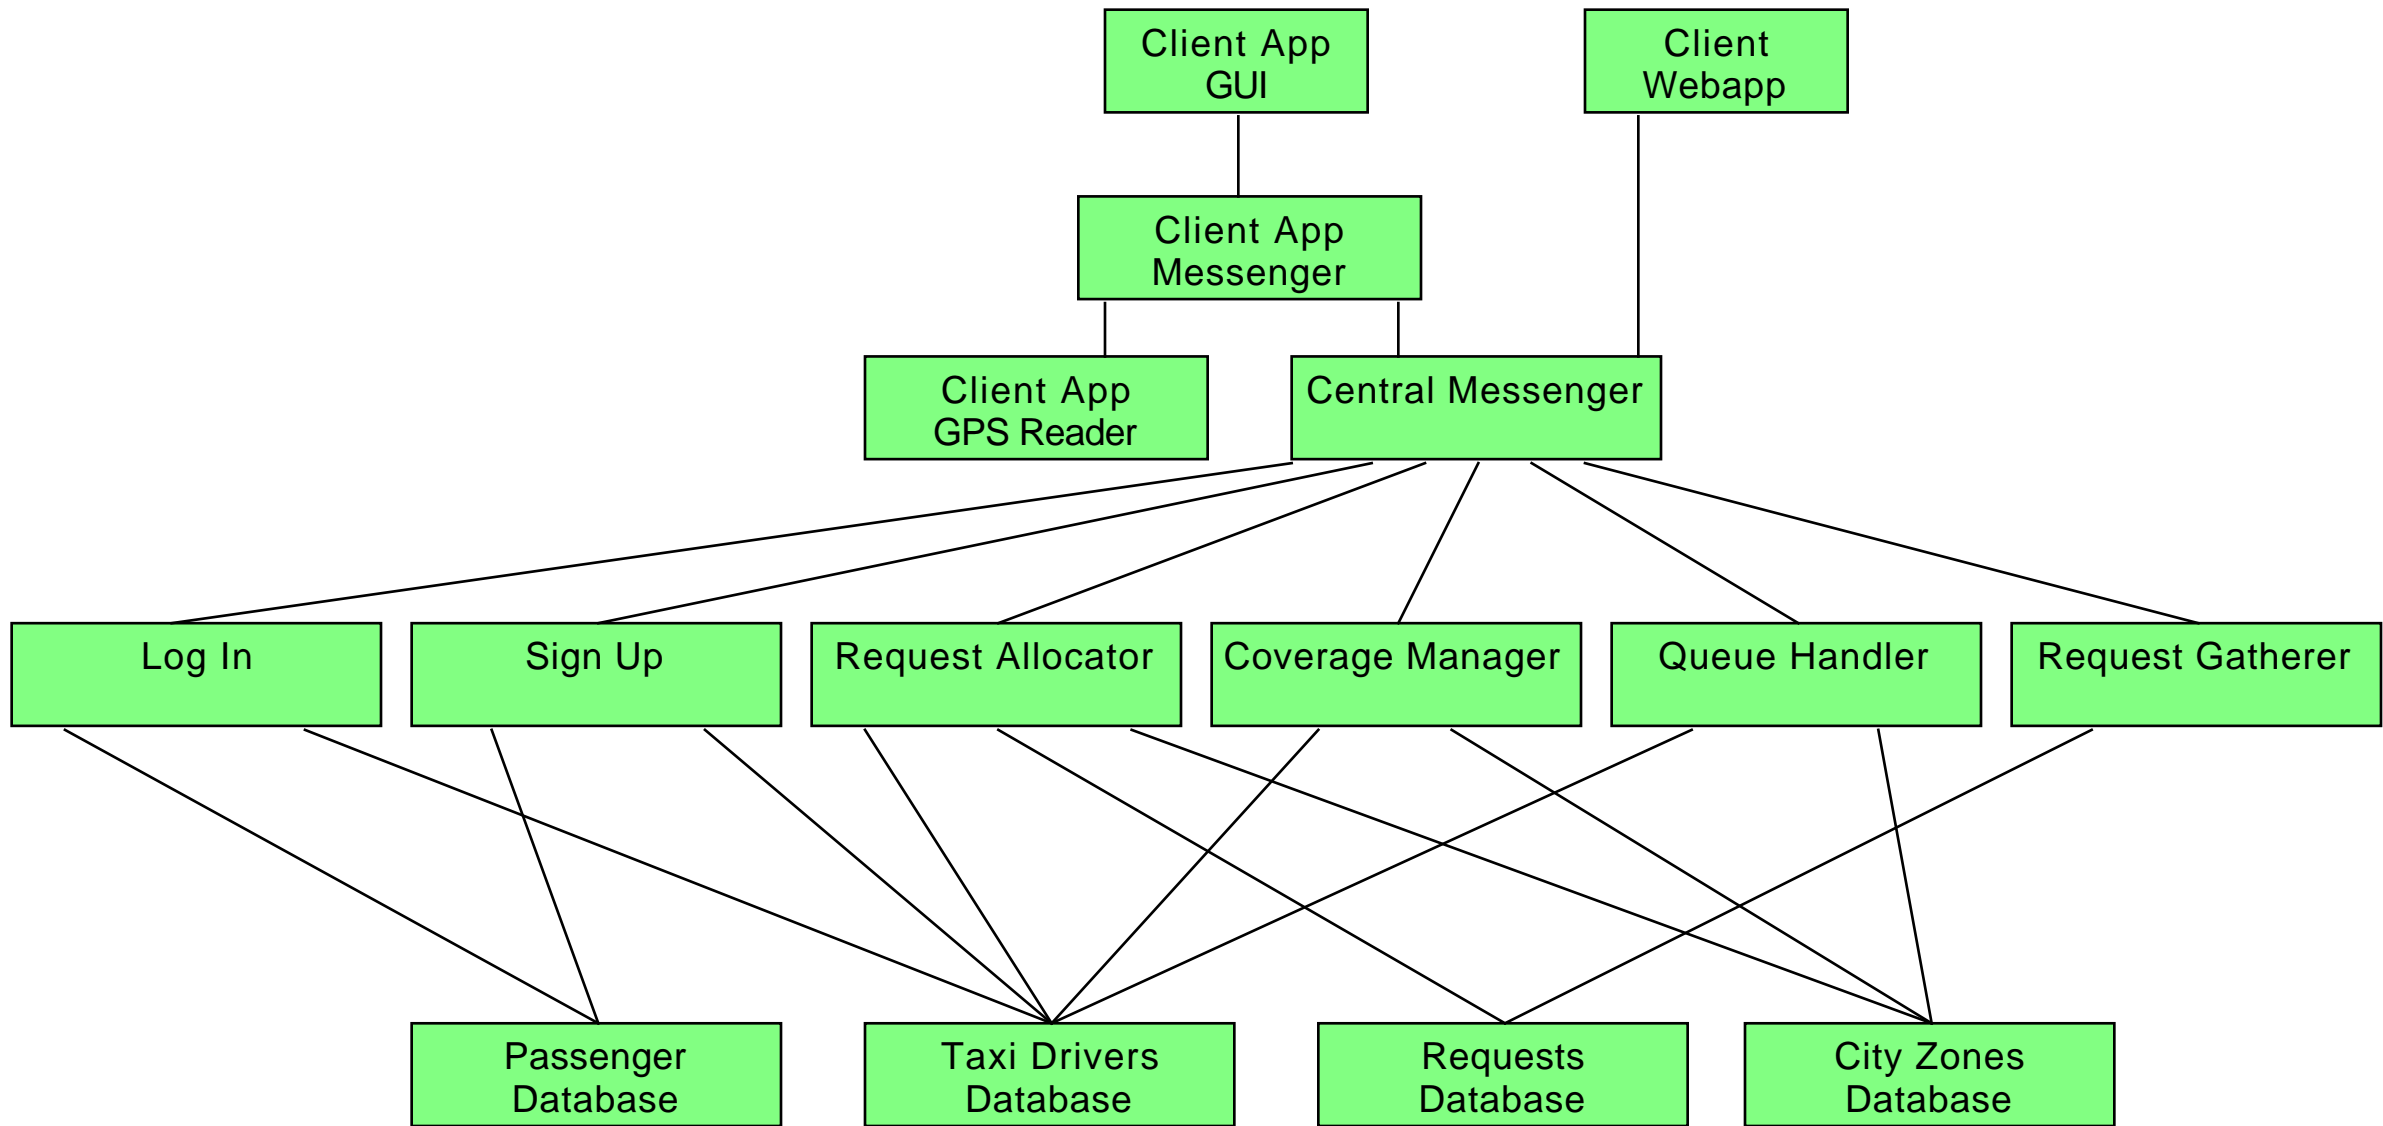 Client App
GUI
Client
Webapp
Client App
Messenger
Client App
GPS Reader
Central Messenger
Log In
Sign Up
Request Allocator
Coverage Manager
Queue Handler
Request Gatherer
Passenger
Database
Taxi Drivers
Database
Requests
Database
City Zones
Database